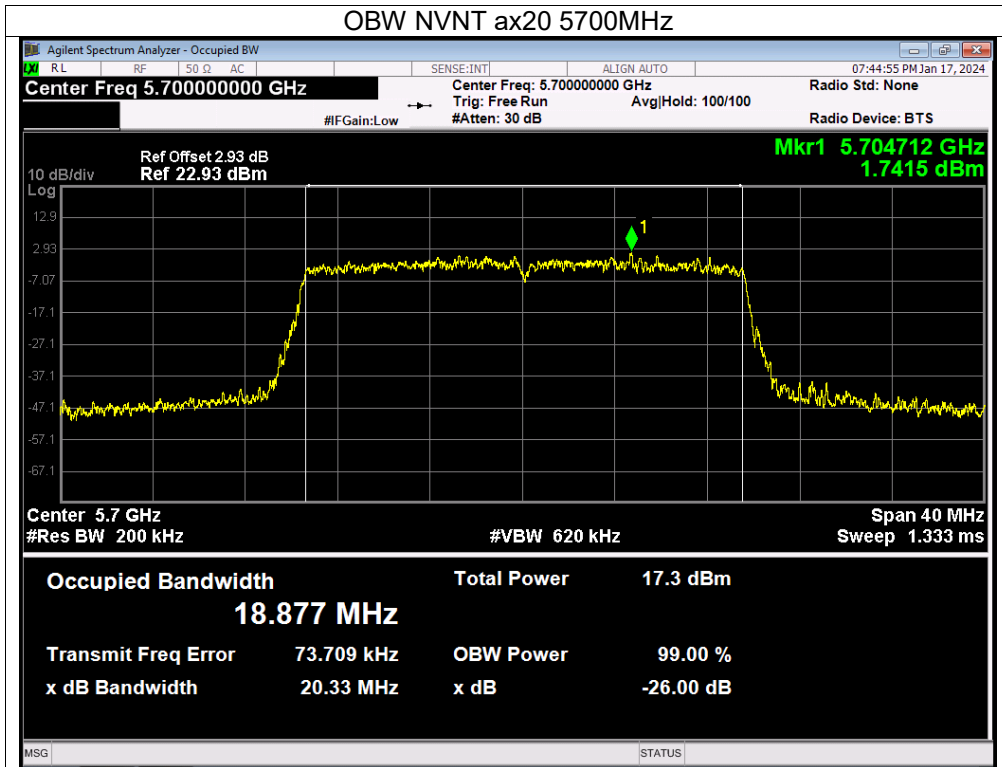 OBW NVNT ax20 5700MHz
Agilent Spectrum Analyzer - Occupied BW
LXI RL RF 50 Ω AC SENSE:INT ALIGN AUTO 07:44:55 PM Jan 17, 2024
Center Freq 5.700000000 GHz Center Freq: 5.700000000 GHz Radio Std: None
Trig: Free Run Avg|Hold: 100/100
#IFGain:Low #Atten: 30 dB Radio Device: BTS
Ref Offset 2.93 dB Mkr1 5.704712 GHz
10 dB/div Ref 22.93 dBm 1.7415 dBm
Log
12.9
1
2.93
-7.07
-17.1
-27.1
-37.1
-47.1
-57.1
-67.1
Center 5.7 GHz Span 40 MHz
#Res BW 200 kHz #VBW 620 kHz Sweep 1.333 ms
Occupied Bandwidth Total Power 17.3 dBm
18.877 MHz
Transmit Freq Error 73.709 kHz OBW Power 99.00 %
x dB Bandwidth 20.33 MHz x dB -26.00 dB
MSG STATUS